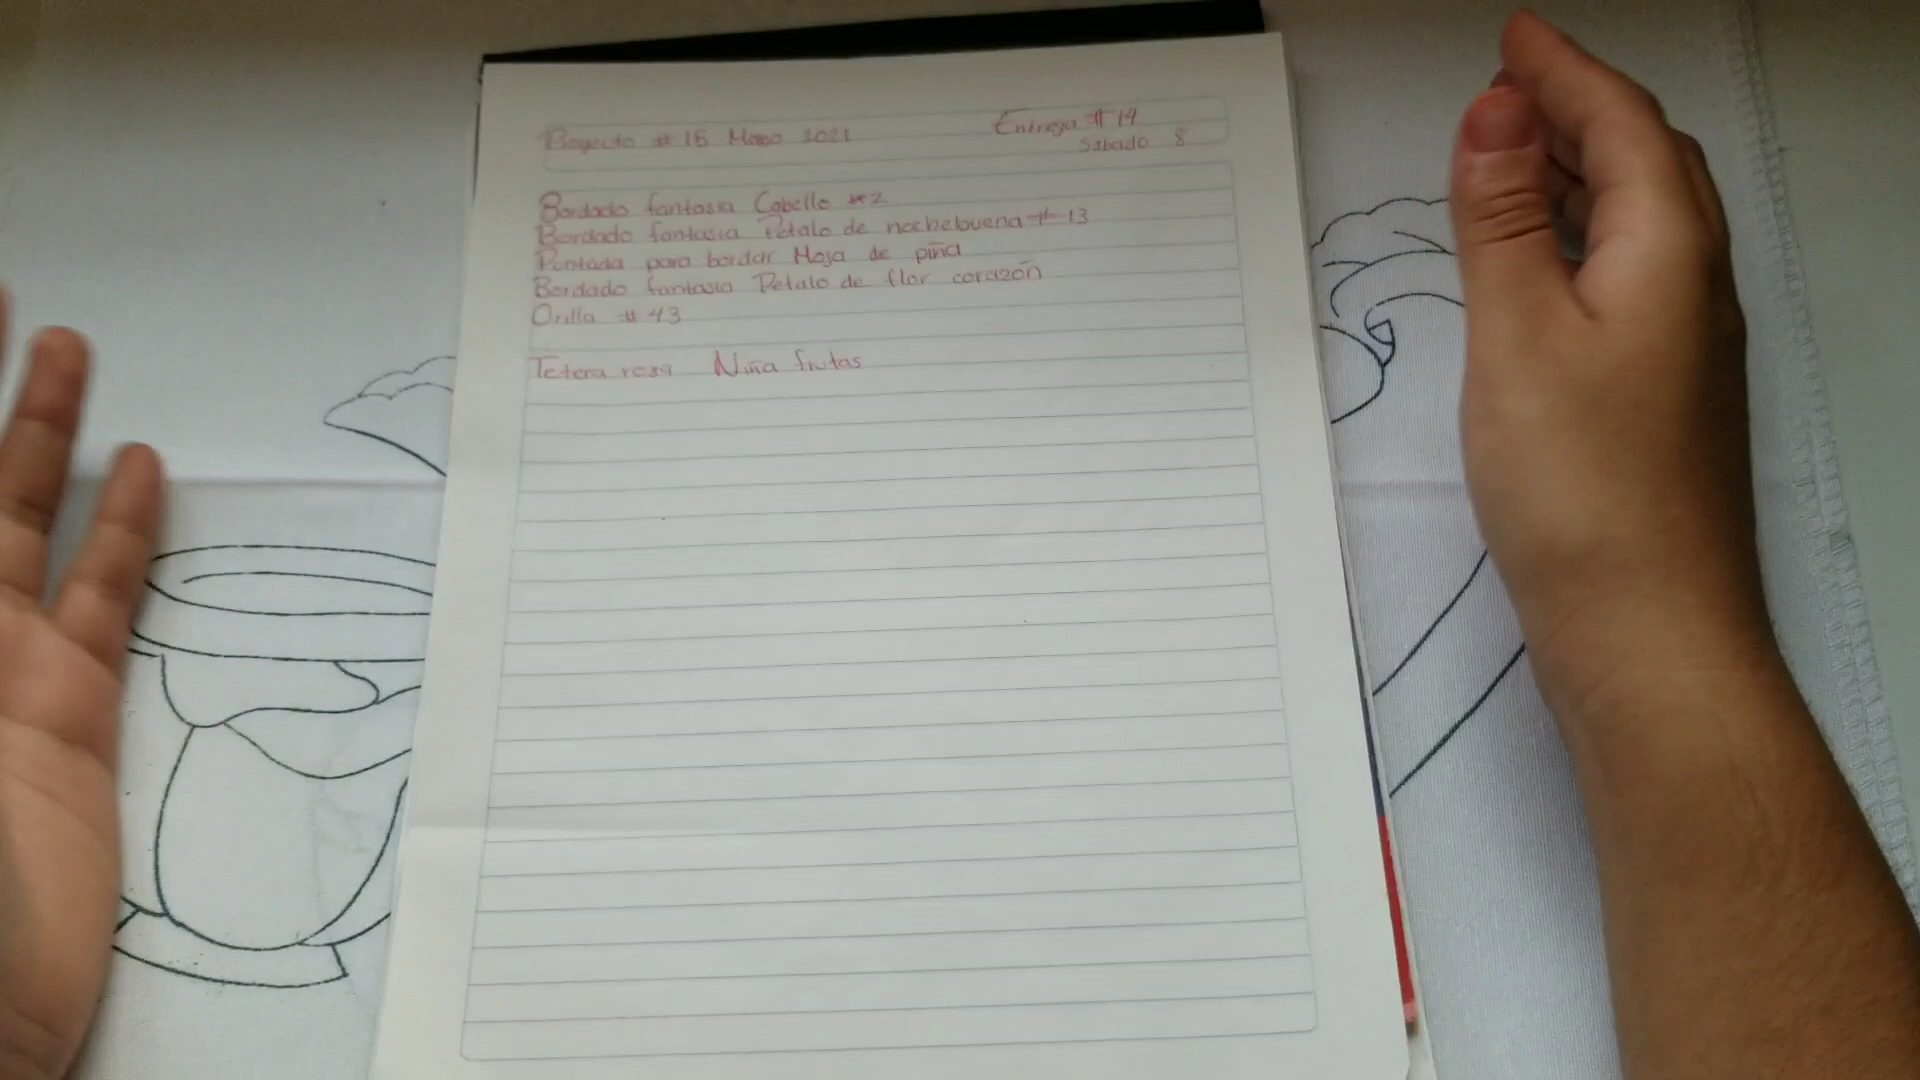 Proyecto # 15 Mayo 2021
Entrega # 14
Sabado 8
Bordado fantasia Cabello #2
Bordado fantasia Petalo de nochebuena # 13
Puntada para bordar Hoja de piña
Bordado fantasia Petalo de flor corazón
Orilla # 43
Tetera rosa Niña frutas